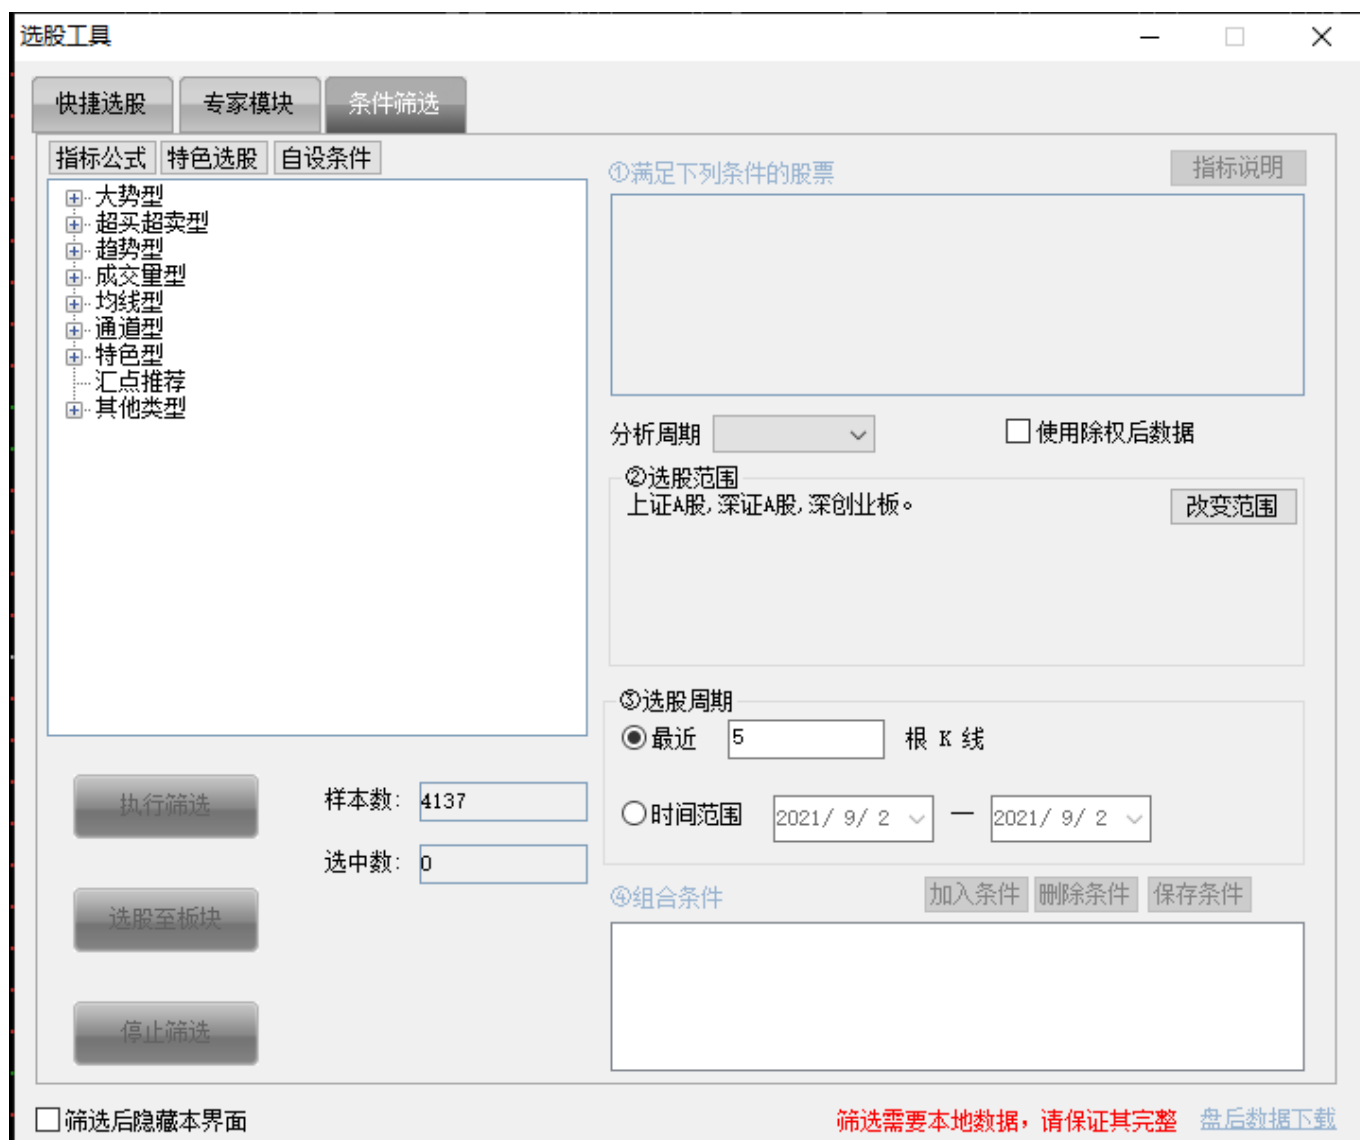 选股工具
快捷选股 专家模块 条件筛选
指标公式 特色选股 自设条件
大势型
超买超卖型
趋势型
成交量型
均线型
通道型
特色型
汇点推荐
其他类型
执行筛选
选股至板块
停止筛选
样本数: 4137
选中数: 0
①满足下列条件的股票 指标说明
分析周期 使用除权后数据
②选股范围
上证A股,深证A股,深创业板。 改变范围
③选股周期
最近 5 根 K 线
时间范围 2021/ 9/ 2 — 2021/ 9/ 2
④组合条件 加入条件 删除条件 保存条件
筛选后隐藏本界面 筛选需要本地数据，请保证其完整 盘后数据下载